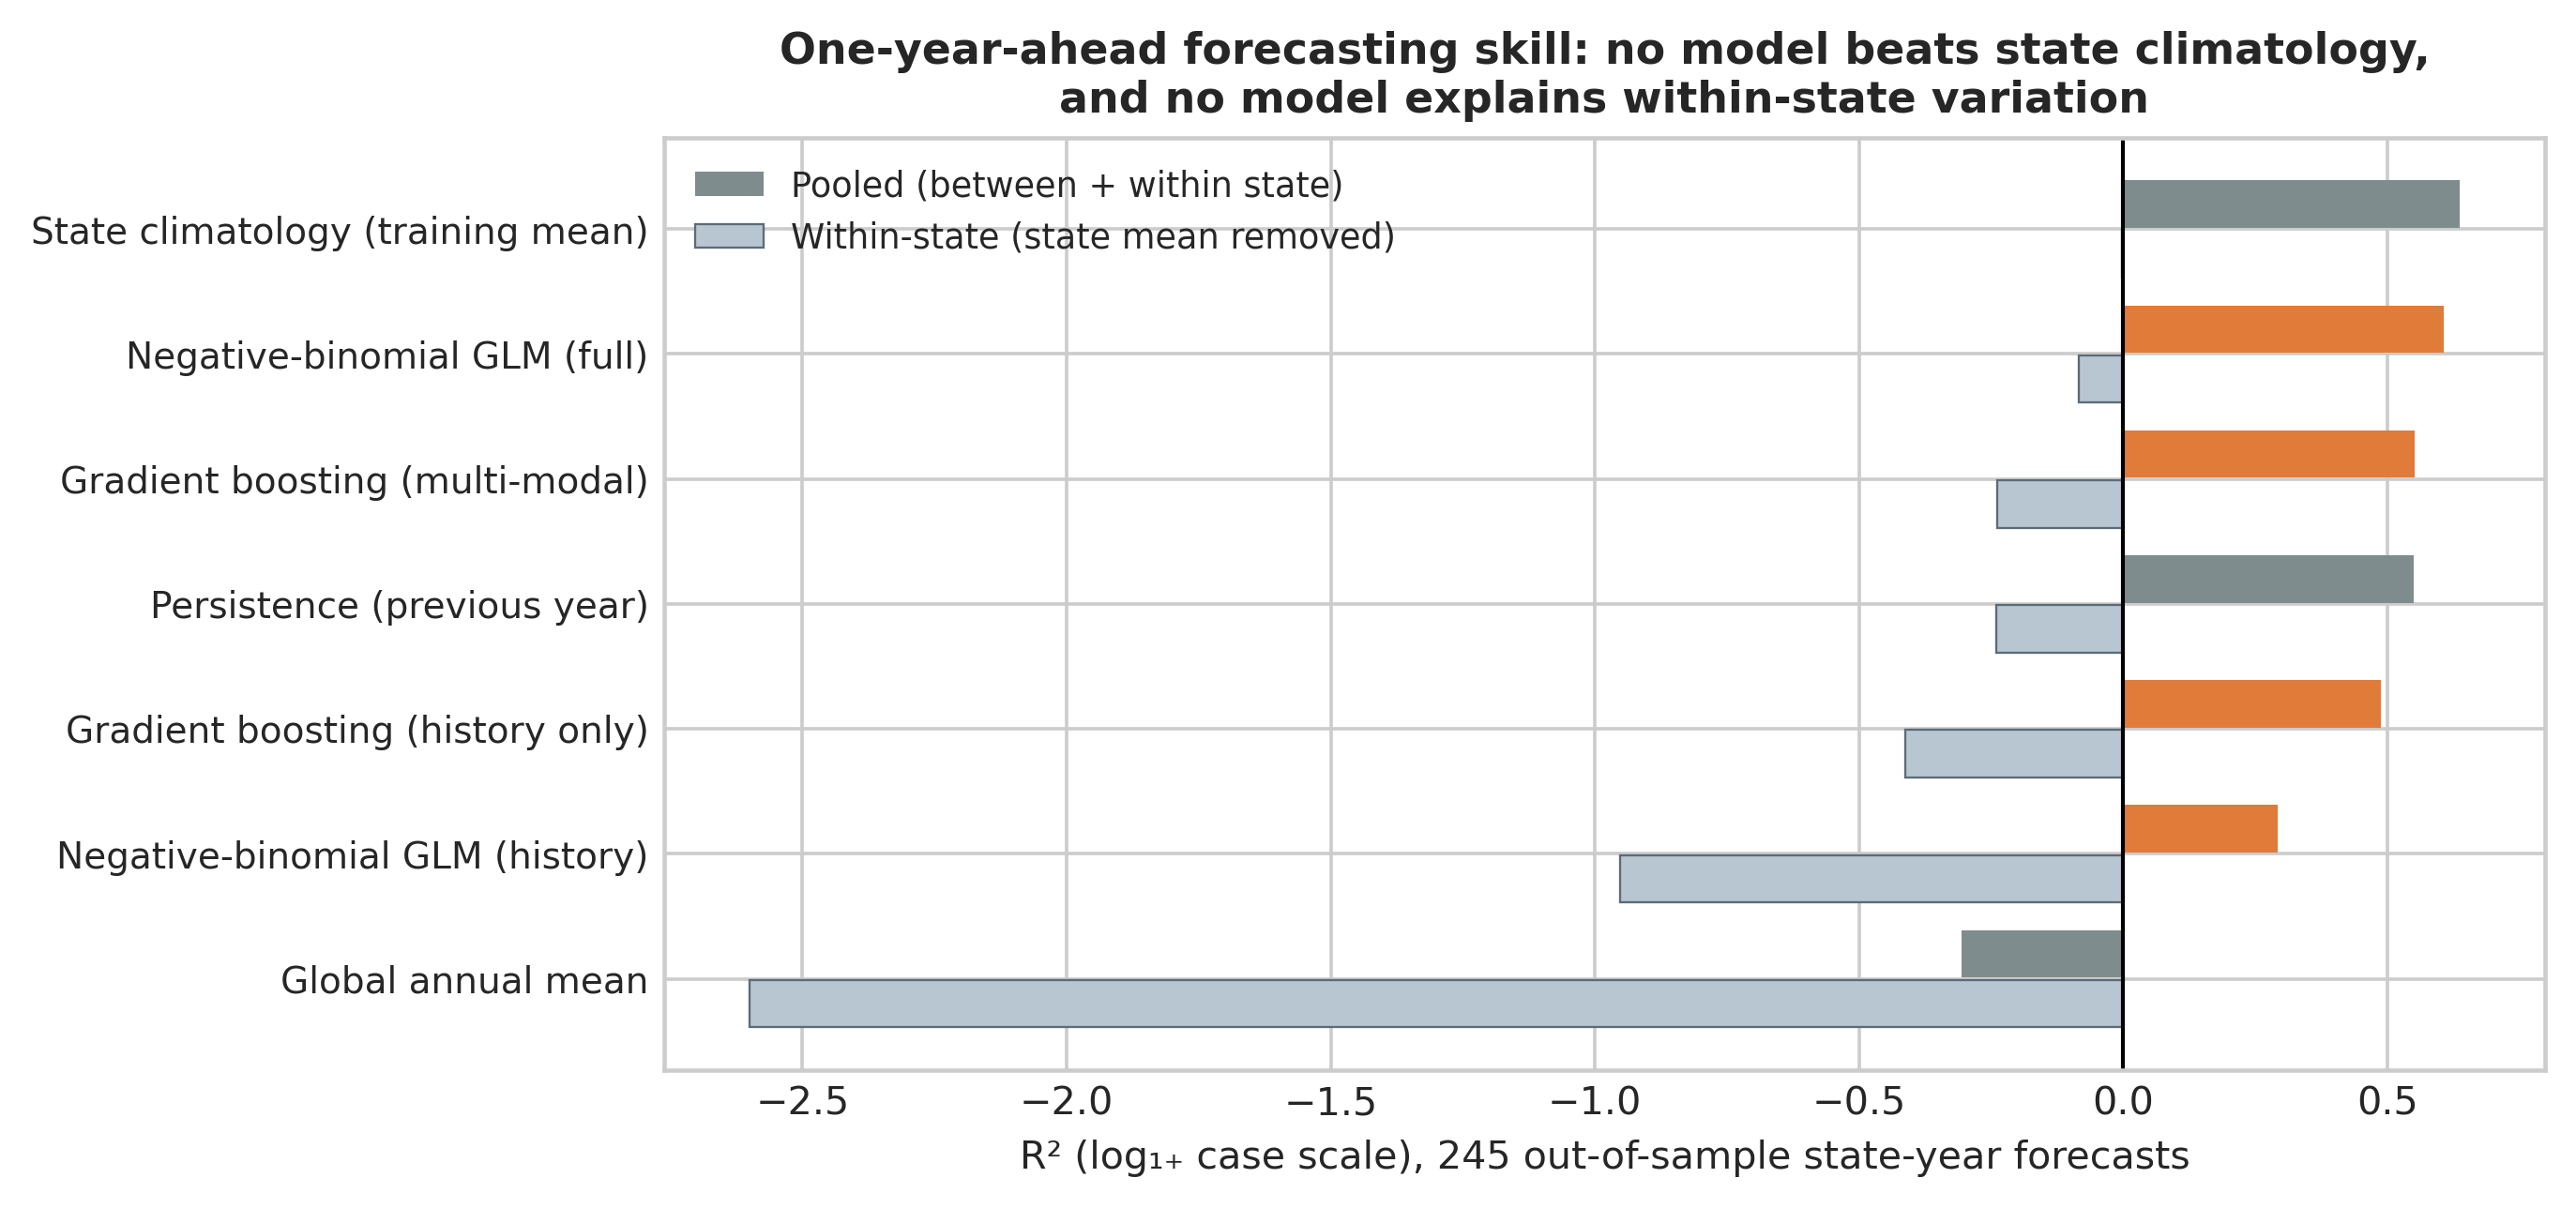 One-year-ahead forecasting skill: no model beats state climatology,
and no model explains within-state variation
Pooled (between + within state)
Within-state (state mean removed)
State climatology (training mean)
Negative-binomial GLM (full)
Gradient boosting (multi-modal)
Persistence (previous year)
Gradient boosting (history only)
Negative-binomial GLM (history)
Global annual mean
−2.5 −2.0 −1.5 −1.0 −0.5 0.0 0.5
R² (log₁₊ case scale), 245 out-of-sample state-year forecasts